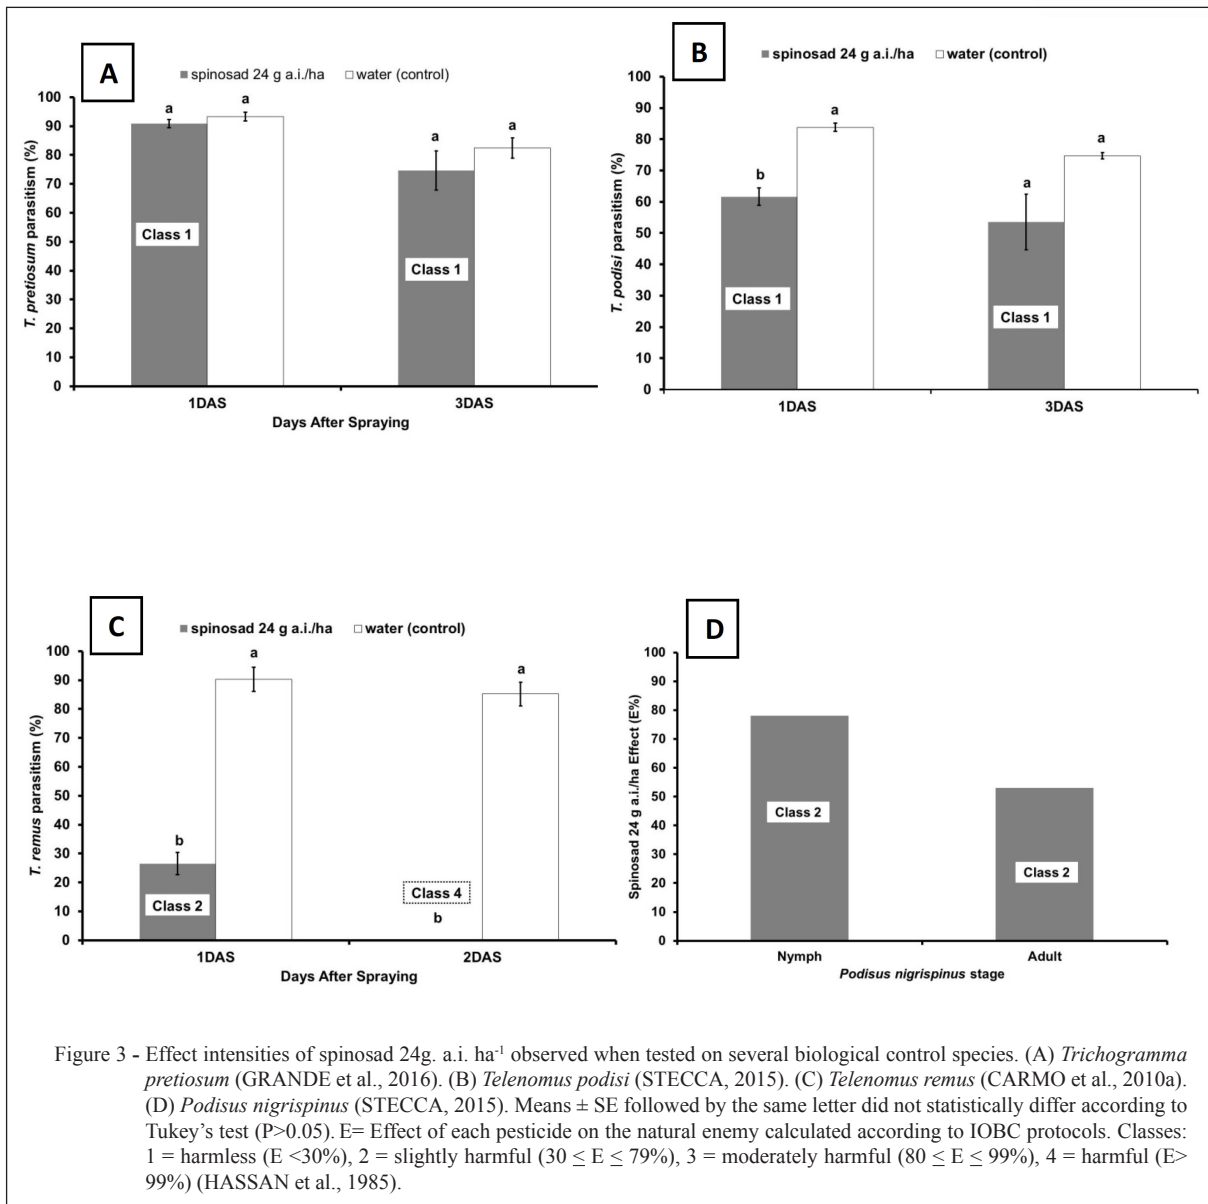 A
spinosad 24 g a.i./ha
water (control)
T. pretiosum parasitism (%)
100
90
80
70
60
50
40
30
20
10
0
a
a
a
a
Class 1
Class 1
1DAS
3DAS
Days After Spraying
B
spinosad 24 g a.i./ha
water (control)
T. podisi parasitism (%)
100
90
80
70
60
50
40
30
20
10
0
b
a
a
a
Class 1
Class 1
1DAS
3DAS
Days After Spraying
C
spinosad 24 g a.i./ha
water (control)
T. remus parasitism (%)
100
90
80
70
60
50
40
30
20
10
0
b
a
a
Class 2
Class 4
b
1DAS
2DAS
Days After Spraying
D
Spinosad 24 g a.i./ha Effect (E%)
100
90
80
70
60
50
40
30
20
10
0
Class 2
Class 2
Nymph
Adult
Podisus nigrispinus stage
Figure 3 - Effect intensities of spinosad 24g. a.i. ha-1 observed when tested on several biological control species. (A) Trichogramma
pretiosum (GRANDE et al., 2016). (B) Telenomus podisi (STECCA, 2015). (C) Telenomus remus (CARMO et al., 2010a).
(D) Podisus nigrispinus (STECCA, 2015). Means ± SE followed by the same letter did not statistically differ according to
Tukey's test (P>0.05). E= Effect of each pesticide on the natural enemy calculated according to IOBC protocols. Classes:
1 = harmless (E <30%), 2 = slightly harmful (30 ≤ E ≤ 79%), 3 = moderately harmful (80 ≤ E ≤ 99%), 4 = harmful (E>
99%) (HASSAN et al., 1985).